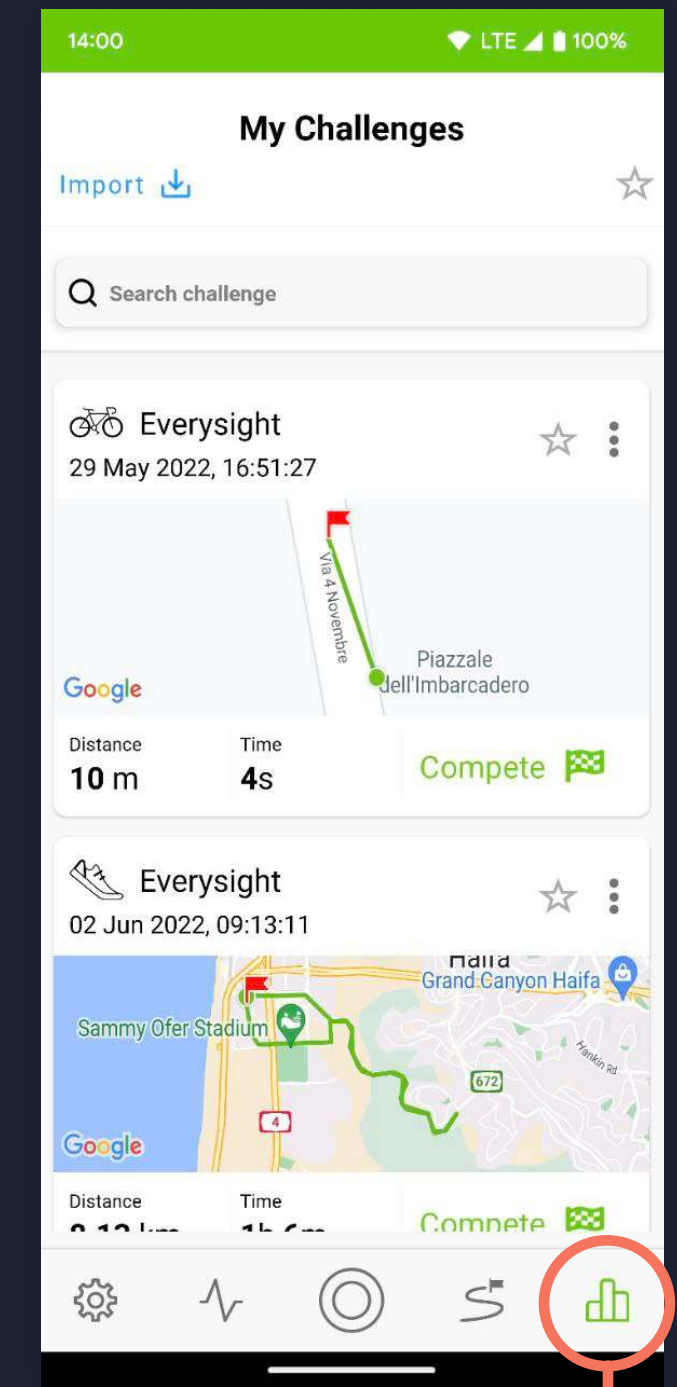 14:00 LTE 100%
My Challenges
Import
Search challenge
Everysight
29 May 2022, 16:51:27
Via 4 Novembre
Piazzale
dell'Imbarcadero
Google
Distance Time
10 m 4s Compete
Everysight
02 Jun 2022, 09:13:11
Haifa
Grand Canyon Haifa
Sammy Ofer Stadium
Hankin Rd
672
4
Google
Distance Time
Compete